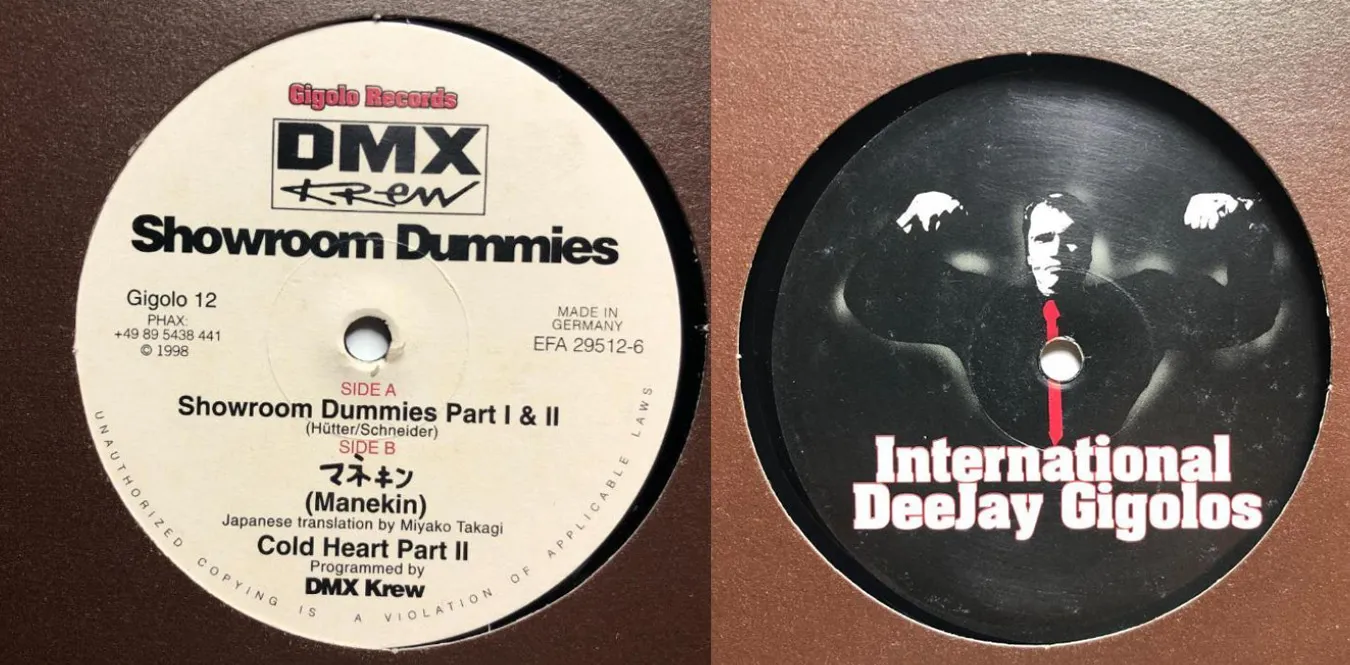 Gigolo Records
DMX
Krew
Showroom Dummies
Gigolo 12
PHAX:
+49 89 5438 441
© 1998
MADE IN
GERMANY
EFA 29512-6
SIDE A
Showroom Dummies Part I & II
(Hütter/Schneider)
SIDE B
マネキン
(Manekin)
Japanese translation by Miyako Takagi
Cold Heart Part II
Programmed by
DMX Krew
UNAUTHORIZED COPYING IS A VIOLATION OF APPLICABLE LAWS
International
DeeJay Gigolos